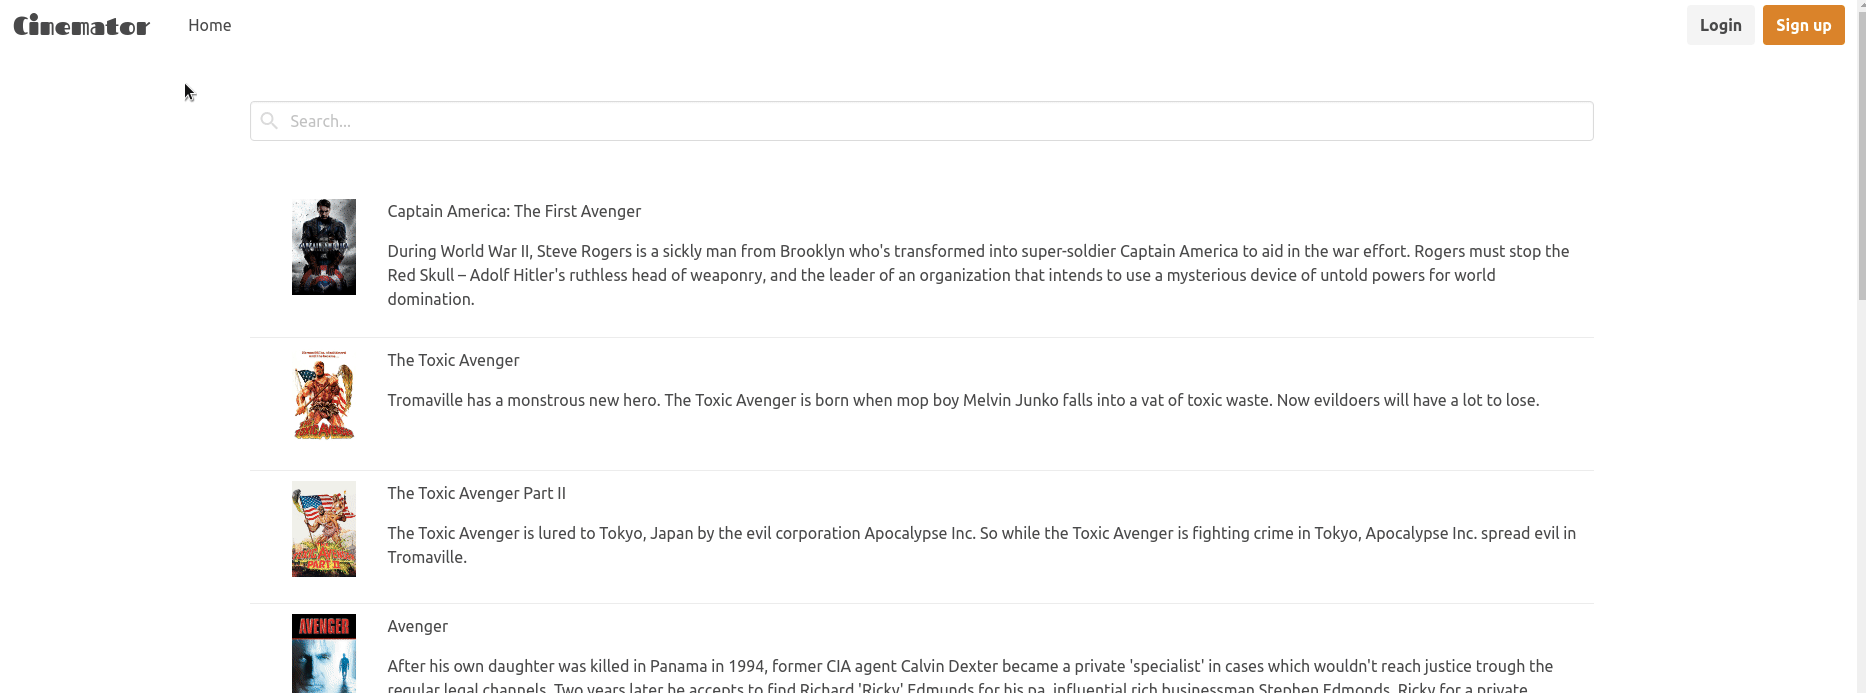 Cinemator
Home
Login
Sign up
Search...
Captain America: The First Avenger
During World War II, Steve Rogers is a sickly man from Brooklyn who's transformed into super-soldier Captain America to aid in the war effort. Rogers must stop the
Red Skull – Adolf Hitler's ruthless head of weaponry, and the leader of an organization that intends to use a mysterious device of untold powers for world
domination.
The Toxic Avenger
Tromaville has a monstrous new hero. The Toxic Avenger is born when mop boy Melvin Junko falls into a vat of toxic waste. Now evildoers will have a lot to lose.
The Toxic Avenger Part II
The Toxic Avenger is lured to Tokyo, Japan by the evil corporation Apocalypse Inc. So while the Toxic Avenger is fighting crime in Tokyo, Apocalypse Inc. spread evil in
Tromaville.
PART II
AVENGER
Avenger
After his own daughter was killed in Panama in 1994, former CIA agent Calvin Dexter became a private 'specialist' in cases which wouldn't reach justice trough the
regular legal channels. Two years later he accepts to find Richard 'Ricky' Edmunds for his pa, influential rich businessman Stephen Edmonds. Ricky for a private